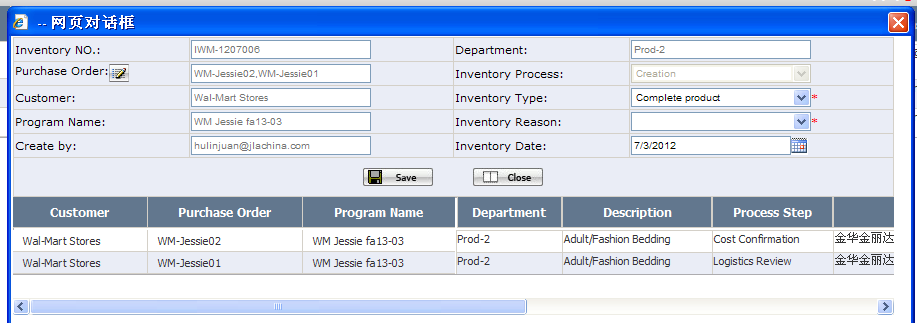 -- 网页对话框
Inventory NO.: IWM-1207006 Department: Prod-2
Purchase Order: WM-Jessie02,WM-Jessie01 Inventory Process: Creation
Customer: Wal-Mart Stores Inventory Type: Complete product *
Program Name: WM Jessie fa13-03 Inventory Reason: *
Create by: hulinjuan@jlachina.com Inventory Date: 7/3/2012
Save Close
Customer Purchase Order Program Name Department Description Process Step
Wal-Mart Stores WM-Jessie02 WM Jessie fa13-03 Prod-2 Adult/Fashion Bedding Cost Confirmation 金华金丽达
Wal-Mart Stores WM-Jessie01 WM Jessie fa13-03 Prod-2 Adult/Fashion Bedding Logistics Review 金华金丽达